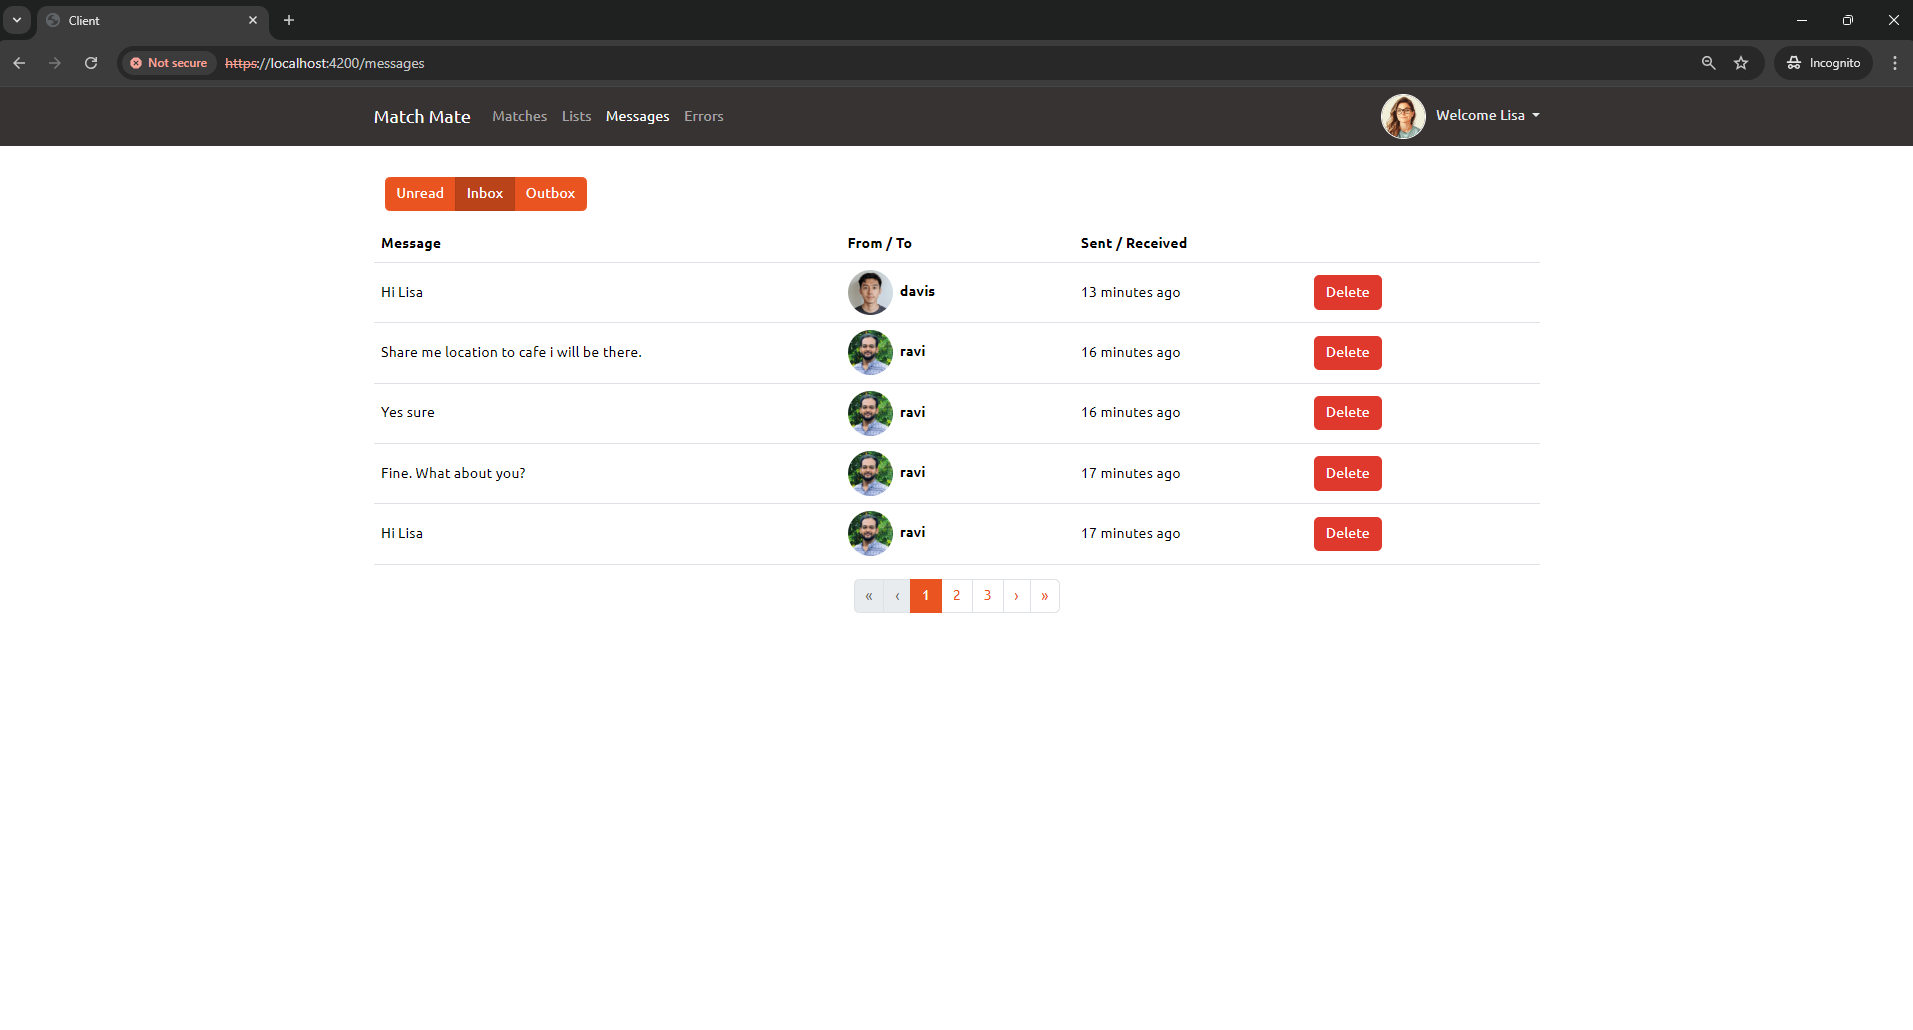 Client
Not secure https://localhost:4200/messages Incognito
Match Mate Matches Lists Messages Errors Welcome Lisa
Unread Inbox Outbox
Message From / To Sent / Received
Hi Lisa davis 13 minutes ago Delete
Share me location to cafe i will be there. ravi 16 minutes ago Delete
Yes sure ravi 16 minutes ago Delete
Fine. What about you? ravi 17 minutes ago Delete
Hi Lisa ravi 17 minutes ago Delete
« ‹ 1 2 3 › »